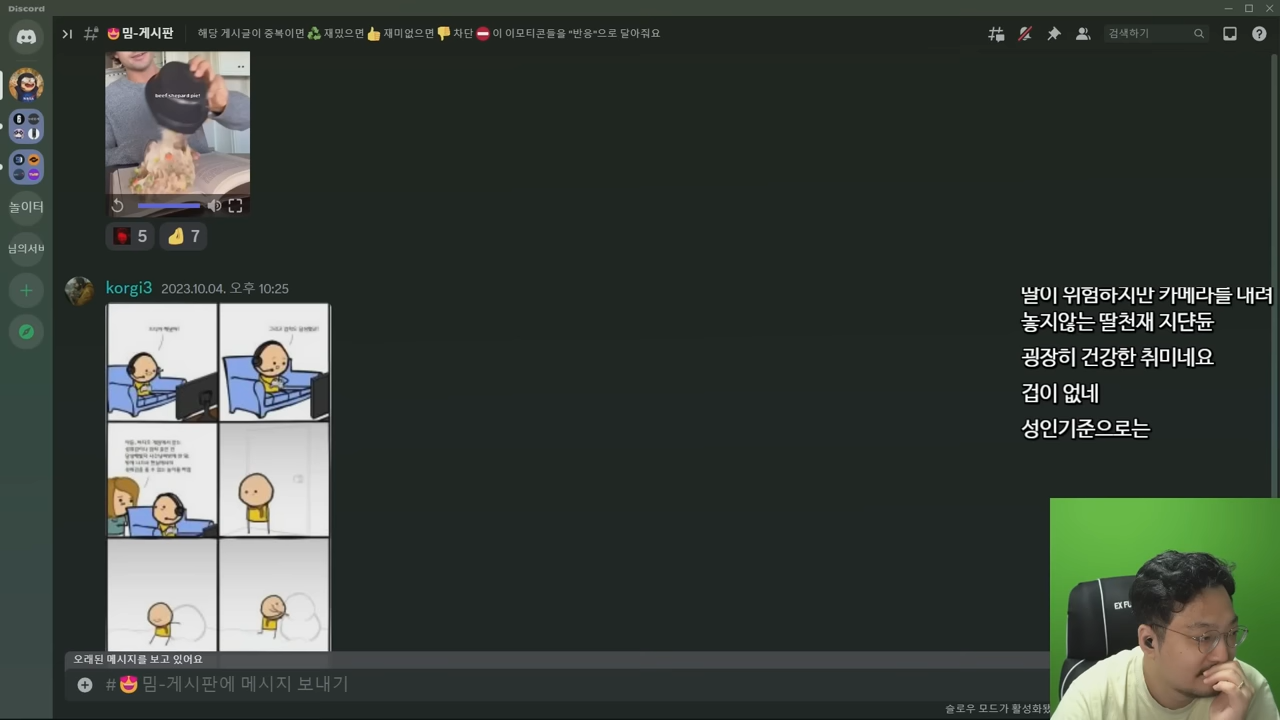 Discord
밈-게시판
해당 게시글이 중복이면 재밌으면 재미없으면 차단 이 이모티콘들을 "반응"으로 달아줘요
검색하기
beef shepard pie!
5
7
놀이터
님의서버
korgi3
2023.10.04. 오후 10:25
딸이 위험하지만 카메라를 내려
놓지않는 딸천재 지댠듄
굉장히 건강한 취미네요
겁이 없네
성인기준으로는
EX FU
오래된 메시지를 보고 있어요
#밈-게시판에 메시지 보내기
슬로우 모드가 활성화됐